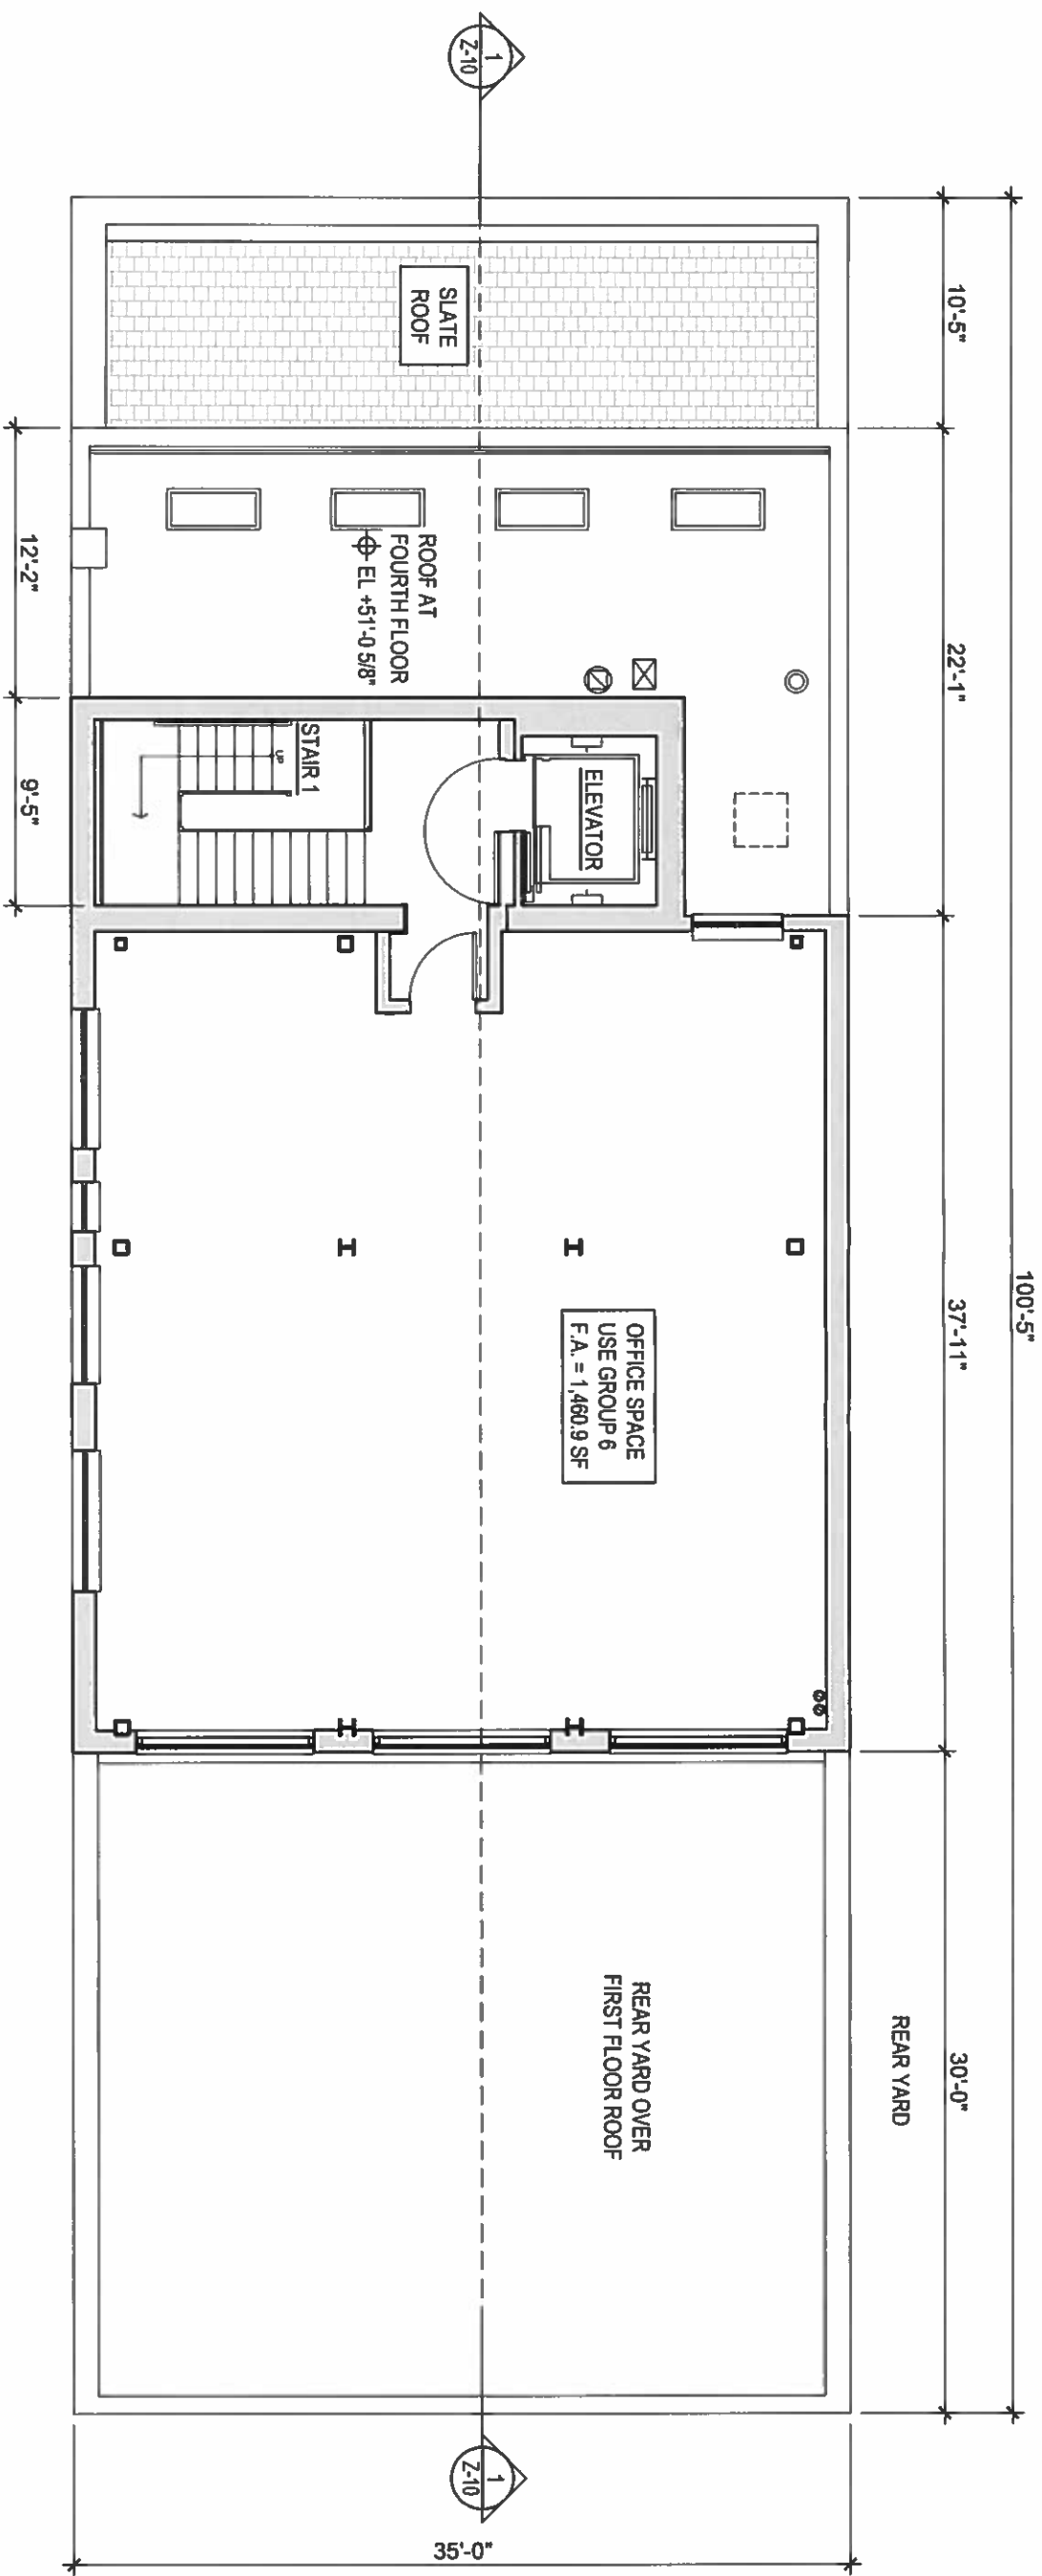 1
Z-10
10'-5"
22'-1"
37'-11"
30'-0"
100'-5"
REAR YARD
SLATE
ROOF
ROOF AT
FOURTH FLOOR
EL +51'-0 5/8"
ELEVATOR
STAIR 1
UP
OFFICE SPACE
USE GROUP 6
F.A. = 1,460.9 SF
REAR YARD OVER
FIRST FLOOR ROOF
12'-2"
9'-5"
1
Z-10
35'-0"